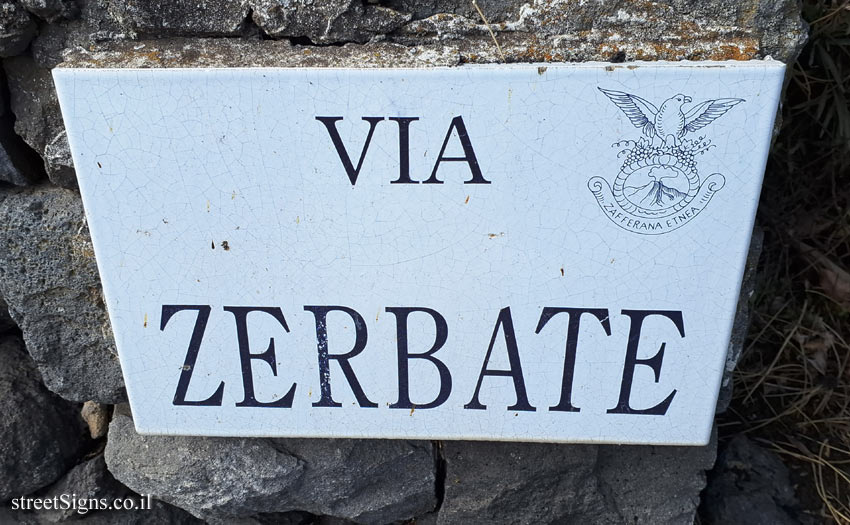 VIA
ZAFFERANA ETNEA
ZERBATE
streetSigns.co.il